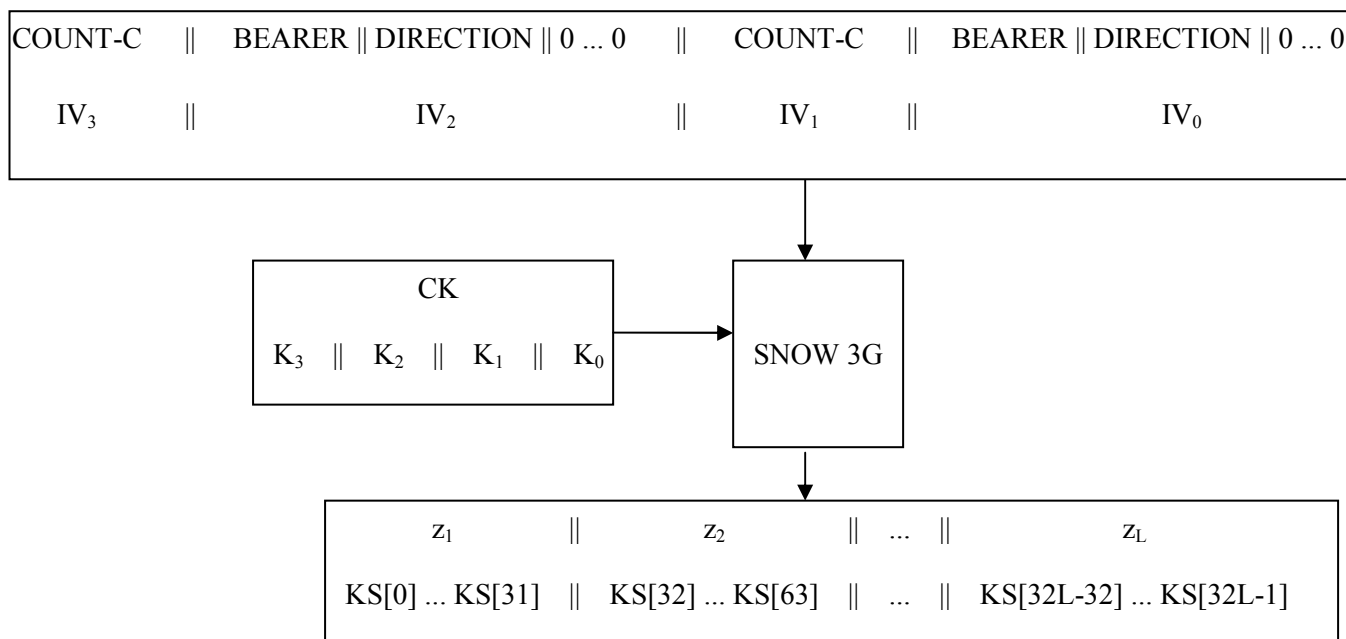 COUNT-C || BEARER || DIRECTION || 0 ... 0 || COUNT-C || BEARER || DIRECTION || 0 ... 0
IV₃ || IV₂ || IV₁ || IV₀
CK
K₃ || K₂ || K₁ || K₀
SNOW 3G
z₁ || z₂ || ... || z_L
KS[0] ... KS[31] || KS[32] ... KS[63] || ... || KS[32L-32] ... KS[32L-1]